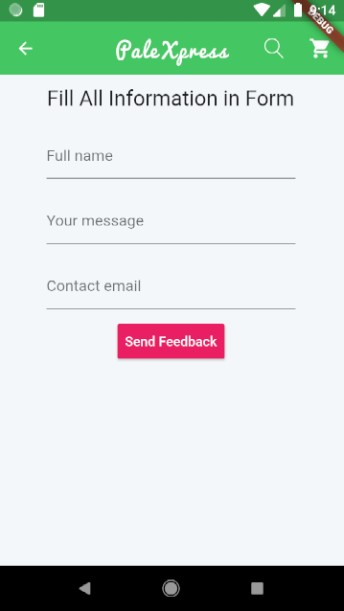 9:14
DEBUG
PaleXpress
Fill All Information in Form
Full name
Your message
Contact email
Send Feedback